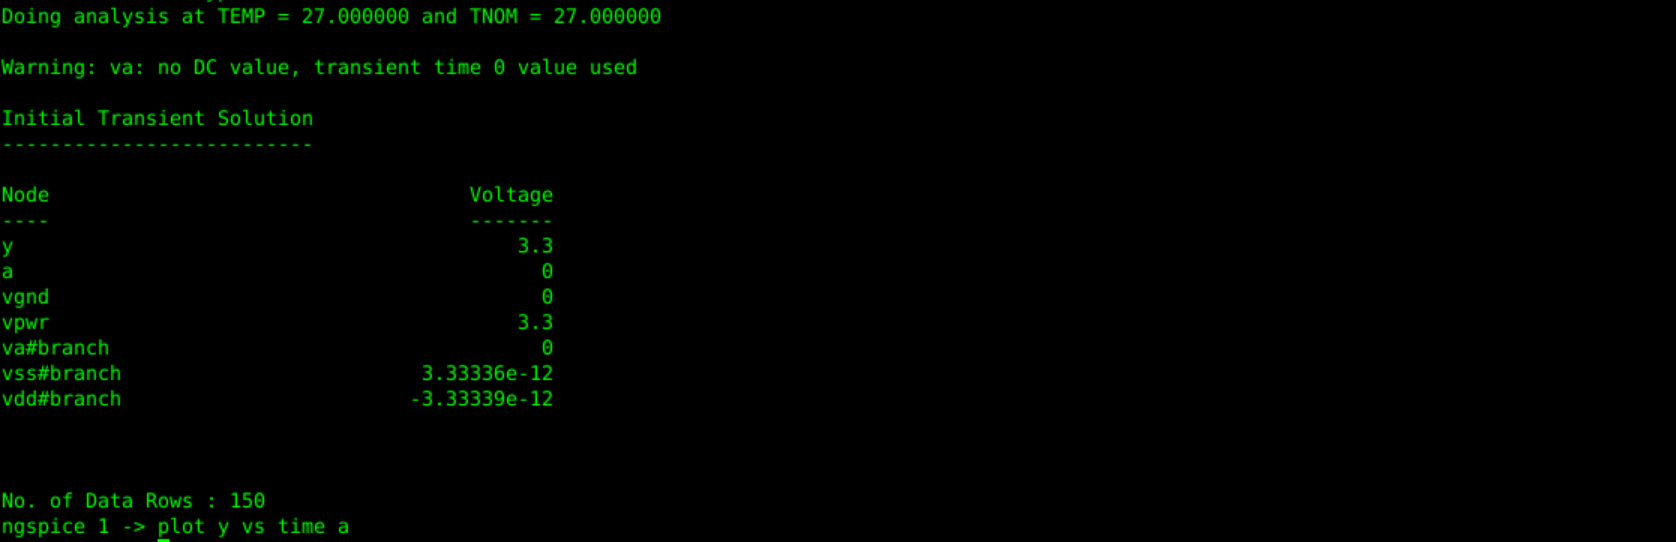 Doing analysis at TEMP = 27.000000 and TNOM = 27.000000
Warning: va: no DC value, transient time 0 value used
Initial Transient Solution
--------------------------
Node Voltage
---- -------
y 3.3
a 0
vgnd 0
vpwr 3.3
va#branch 0
vss#branch 3.33336e-12
vdd#branch -3.33339e-12
No. of Data Rows : 150
ngspice 1 -> plot y vs time a